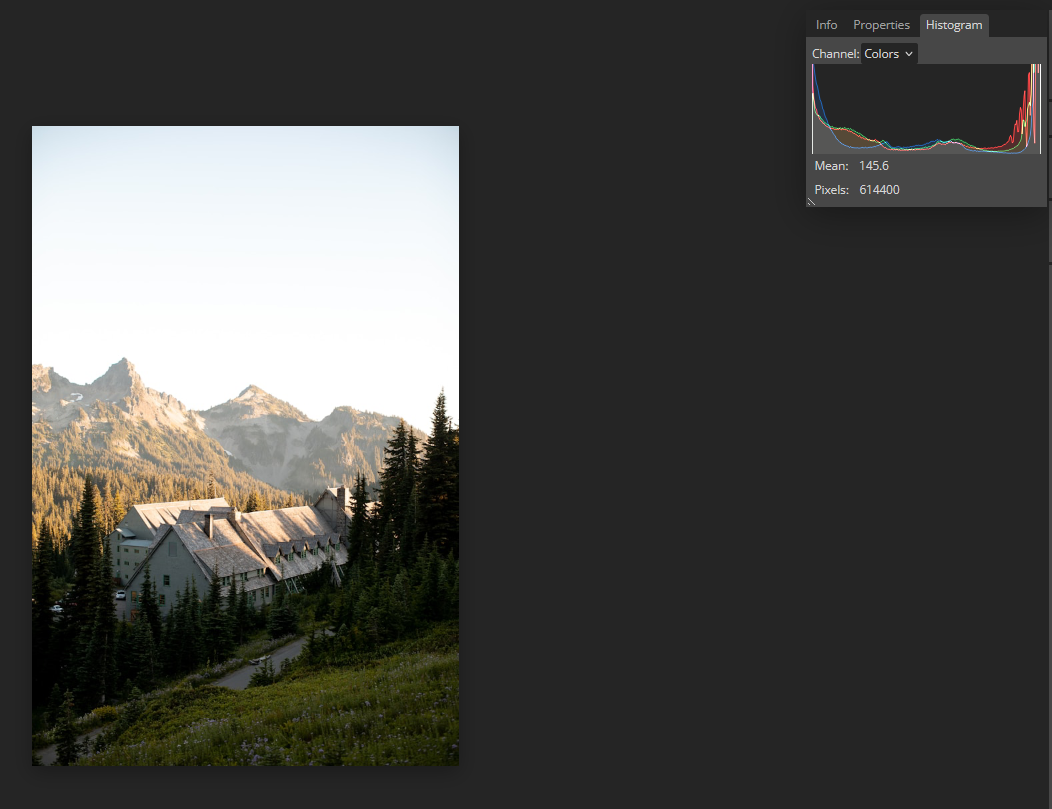 Info Properties Histogram
Channel: Colors
Mean: 145.6
Pixels: 614400